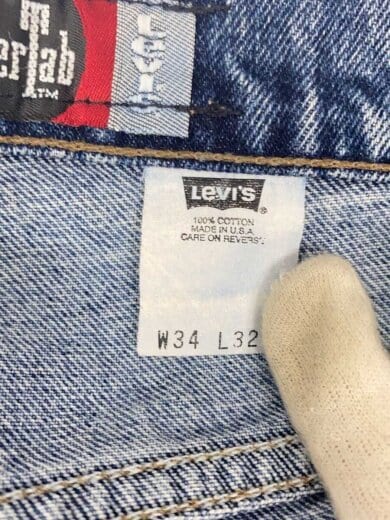 erTab
TM
LEVI'S
LEVI'S
®
100% COTTON
MADE IN U.S.A
CARE ON REVERSE
W34 L32